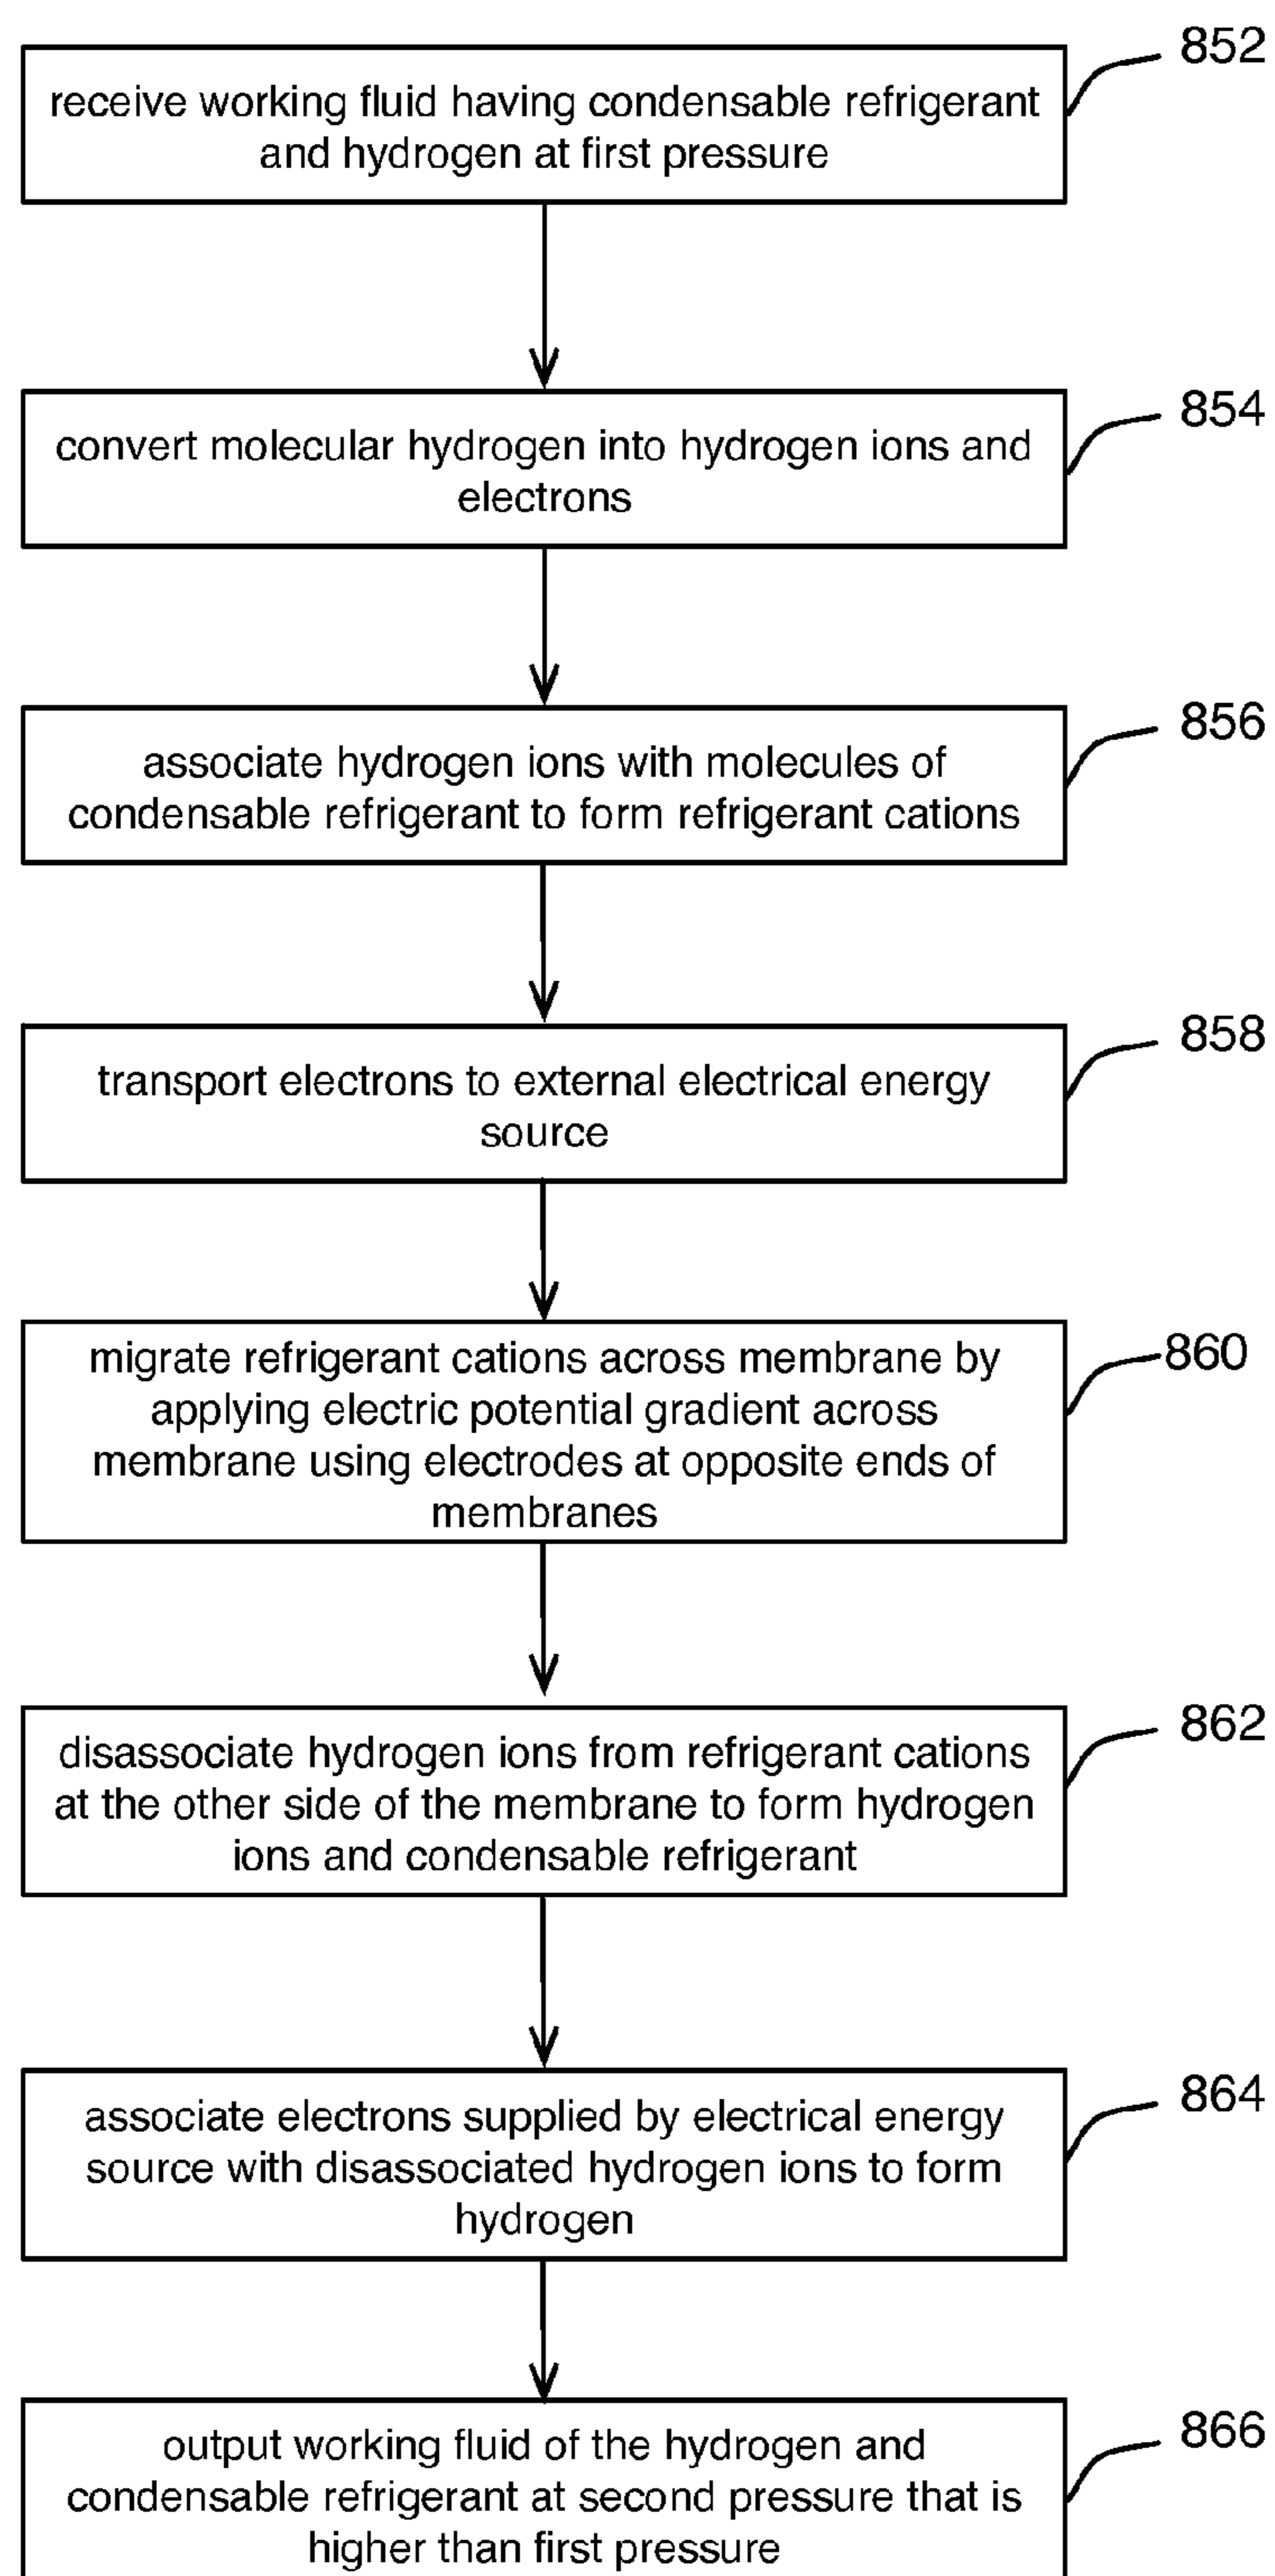 852
receive working fluid having condensable refrigerant
and hydrogen at first pressure
854
convert molecular hydrogen into hydrogen ions and
electrons
856
associate hydrogen ions with molecules of
condensable refrigerant to form refrigerant cations
858
transport electrons to external electrical energy
source
860
migrate refrigerant cations across membrane by
applying electric potential gradient across
membrane using electrodes at opposite ends of
membranes
862
disassociate hydrogen ions from refrigerant cations
at the other side of the membrane to form hydrogen
ions and condensable refrigerant
864
associate electrons supplied by electrical energy
source with disassociated hydrogen ions to form
hydrogen
866
output working fluid of the hydrogen and
condensable refrigerant at second pressure that is
higher than first pressure